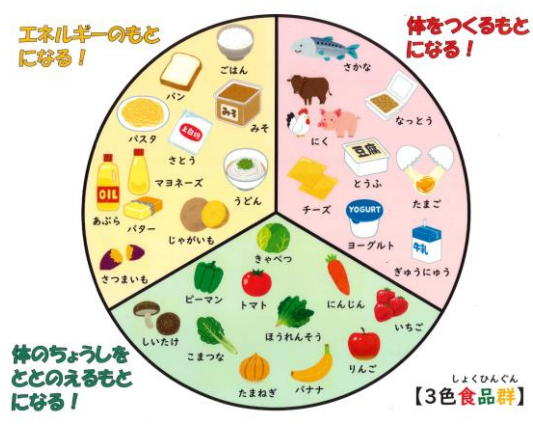 エネルギーのもと
になる!
体をつくるもと
になる!
ごはん
パン
みそ
パスタ
上白糖
さとう
マヨネーズ
うどん
OIL
あぶら
バター
じゃがいも
さつまいも
さかな
なっとう
にく
豆腐
とうふ
たまご
チーズ
YOGURT
ヨーグルト
牛乳
ぎゅうにゅう
きゃべつ
ピーマン
トマト
にんじん
いちご
しいたけ
こまつな
ほうれんそう
りんご
たまねぎ
バナナ
体のちょうしを
ととのえるもと
になる!
しょくひんぐん
【3色食品群】